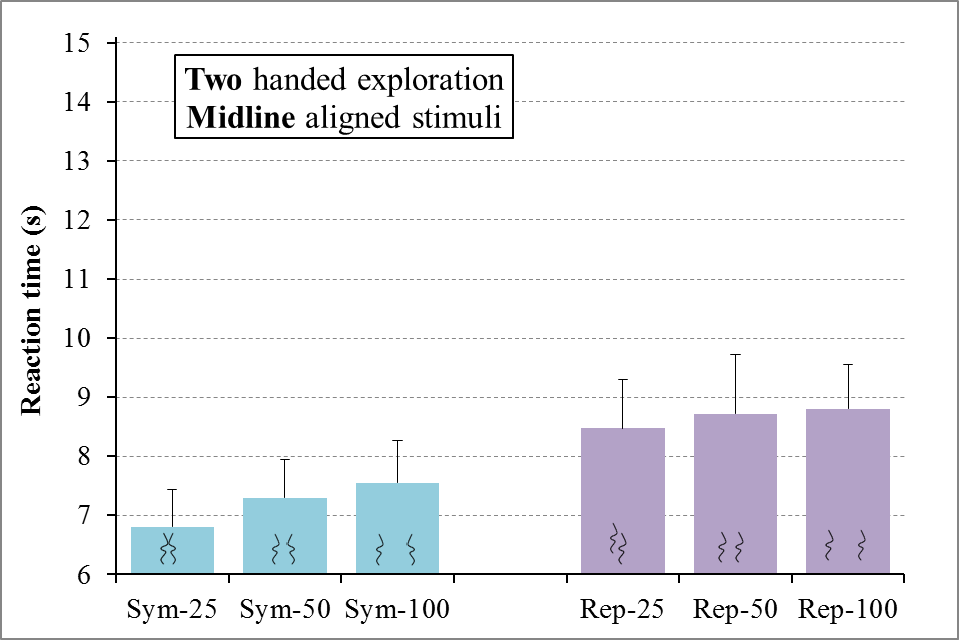 Two handed exploration
Midline aligned stimuli
Reaction time (s)
15
14
13
12
11
10
9
8
7
6
Sym-25 Sym-50 Sym-100 Rep-25 Rep-50 Rep-100